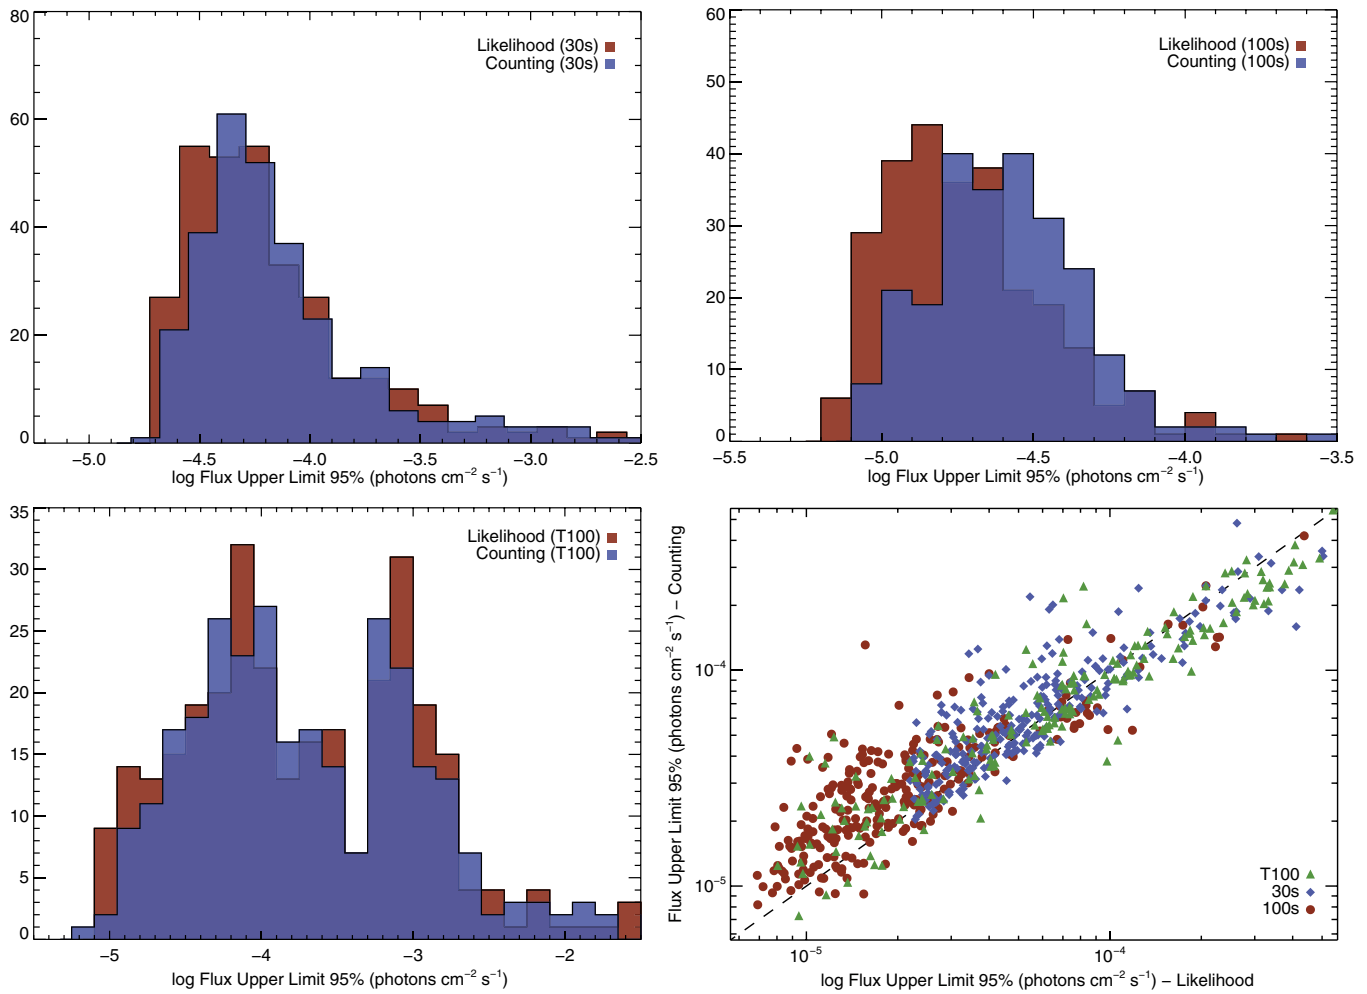 80
60
40
20
0
Likelihood (30s)
Counting (30s)
−5.0 −4.5 −4.0 −3.5 −3.0 −2.5
log Flux Upper Limit 95% (photons cm⁻² s⁻¹)
60
50
40
30
20
10
0
Likelihood (100s)
Counting (100s)
−5.5 −5.0 −4.5 −4.0 −3.5
log Flux Upper Limit 95% (photons cm⁻² s⁻¹)
35
30
25
20
15
10
5
0
Likelihood (T100)
Counting (T100)
−5 −4 −3 −2
log Flux Upper Limit 95% (photons cm⁻² s⁻¹)
Flux Upper Limit 95% (photons cm⁻² s⁻¹) – Counting
10⁻⁴
10⁻⁵
T100
30s
100s
10⁻⁵ 10⁻⁴
log Flux Upper Limit 95% (photons cm⁻² s⁻¹) – Likelihood